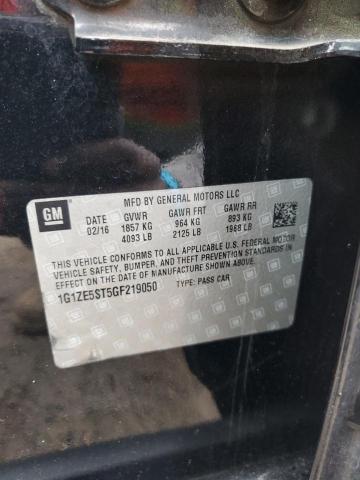 MFD BY GENERAL MOTORS LLC
GM DATE GVWR GAWR FRT GAWR RR
02/16 1857 KG 964 KG 893 KG
4093 LB 2125 LB 1968 LB
THIS VEHICLE CONFORMS TO ALL APPLICABLE U.S. FEDERAL MOTOR
VEHICLE SAFETY, BUMPER, AND THEFT PREVENTION STANDARDS IN
EFFECT ON THE DATE OF MANUFACTURE SHOWN ABOVE.
1G1ZE5ST5GF219050 TYPE: PASS CAR